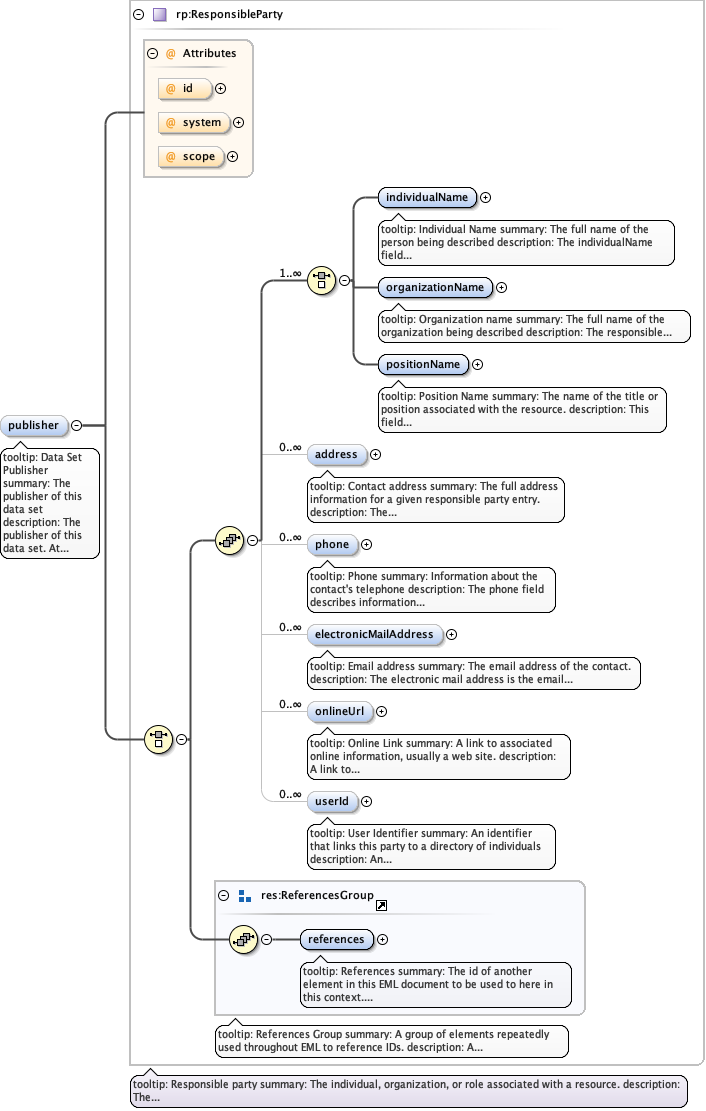 rp:ResponsibleParty
@ Attributes
@ id
@ system
@ scope
individualName
tooltip: Individual Name summary: The full name of the
person being described description: The individualName
field...
1..∞
organizationName
tooltip: Organization name summary: The full name of the
organization being described description: The responsible...
positionName
tooltip: Position Name summary: The name of the title or
position associated with the resource. description: This
field...
publisher
tooltip: Data Set
Publisher
summary: The
publisher of this
data set
description: The
publisher of this
data set. At...
0..∞
address
tooltip: Contact address summary: The full address
information for a given responsible party entry.
description: The...
0..∞
phone
tooltip: Phone summary: Information about the
contact's telephone description: The phone field
describes information...
0..∞
electronicMailAddress
tooltip: Email address summary: The email address of the contact.
description: The electronic mail address is the email...
0..∞
onlineUrl
tooltip: Online Link summary: A link to associated
online information, usually a web site. description:
A link to...
0..∞
userId
tooltip: User Identifier summary: An identifier
that links this party to a directory of individuals
description: An...
res:ReferencesGroup
references
tooltip: References summary: The id of another
element in this EML document to be used to here in
this context....
tooltip: References Group summary: A group of elements repeatedly
used throughout EML to reference IDs. description: A...
tooltip: Responsible party summary: The individual, organization, or role associated with a resource. description:
The...